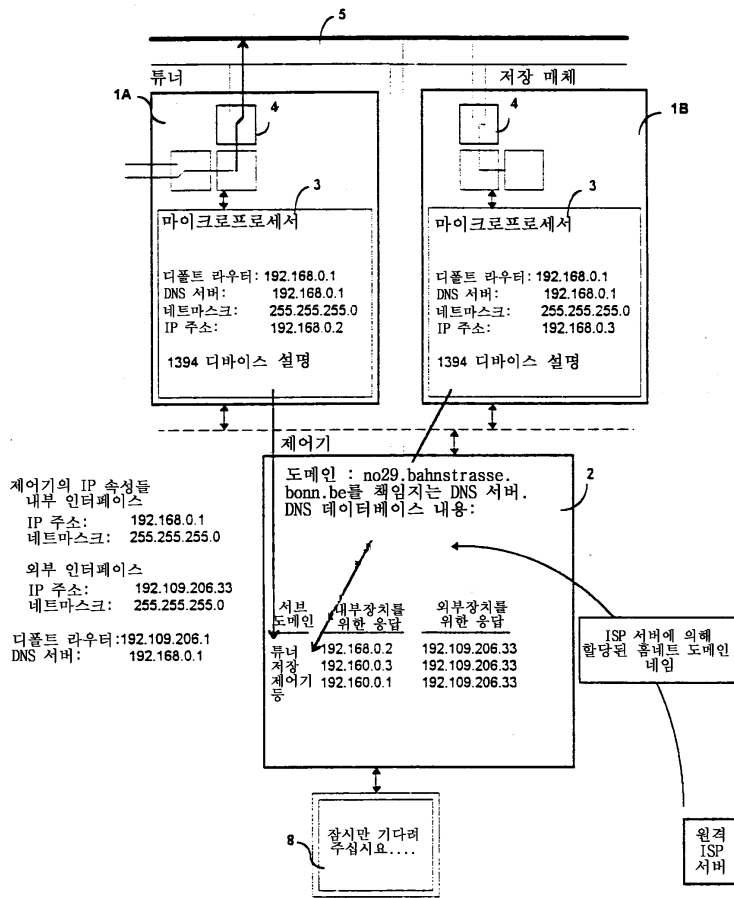 5
튜너
저장 매체
1A
4
4
1B
3
3
마이크로프로세서
디폴트 라우터: 192.168.0.1
DNS 서버: 192.168.0.1
네트마스크: 255.255.255.0
IP 주소: 192.168.0.2
1394 디바이스 설명
마이크로프로세서
디폴트 라우터: 192.168.0.1
DNS 서버: 192.168.0.1
네트마스크: 255.255.255.0
IP 주소: 192.168.0.3
1394 디바이스 설명
제어기
2
도메인 : no29.bahnstrasse.
bonn.be를 책임지는 DNS 서버.
DNS 데이터베이스 내용:
제어기의 IP 속성들
내부 인터페이스
IP 주소: 192.168.0.1
네트마스크: 255.255.255.0
외부 인터페이스
IP 주소: 192.109.206.33
네트마스크: 255.255.255.0
디폴트 라우터:192.109.206.1
DNS 서버: 192.168.0.1
서브 내부장치를 외부장치를
도메인 위한 응답 위한 응답
튜너 192.168.0.2 192.109.206.33
저장 192.160.0.3 192.109.206.33
제어기 192.160.0.1 192.109.206.33
등
ISP 서버에 의해
할당된 홈네트 도메인
네임
8
잠시만 기다려
주십시요....
원격
ISP
서버